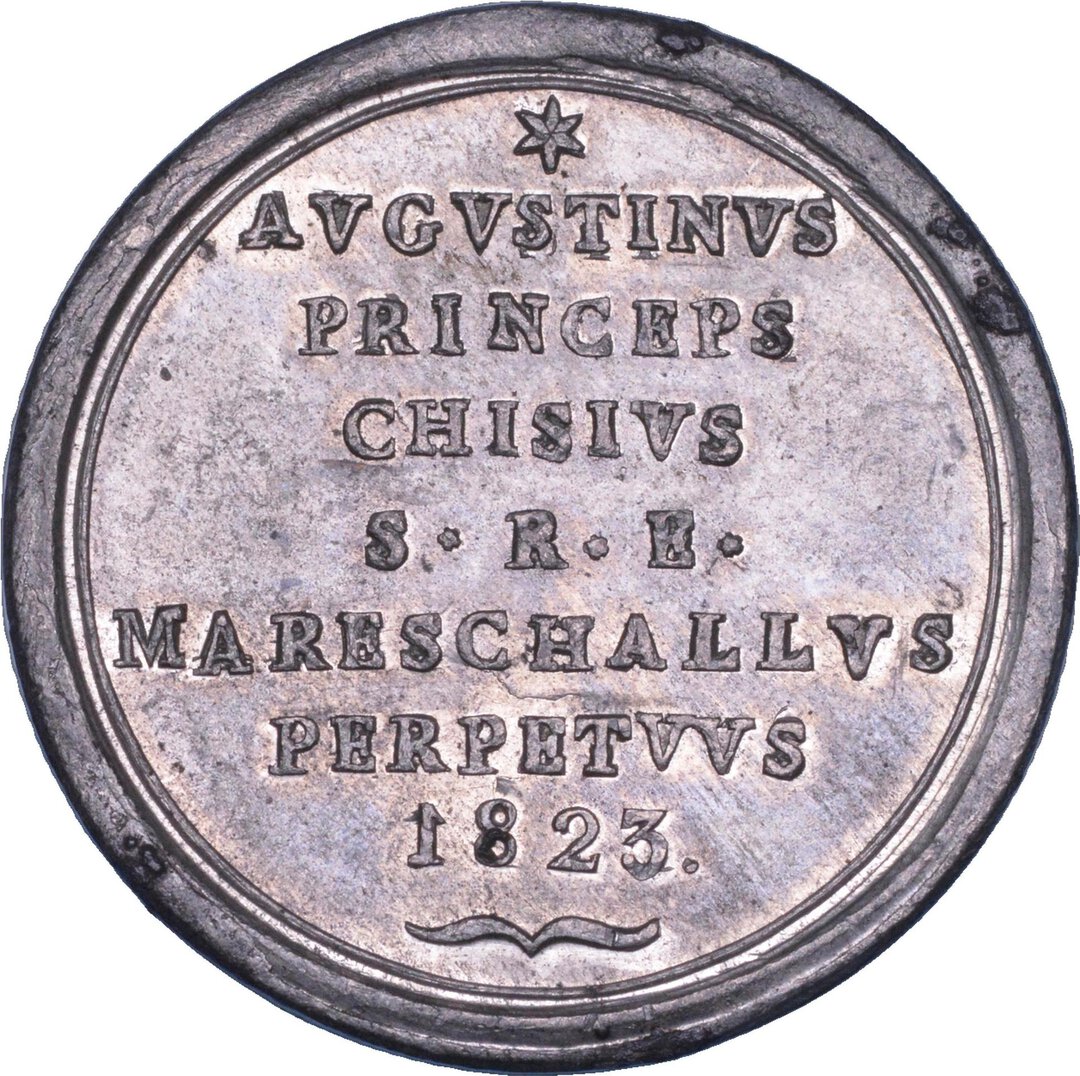 AVGVSTINVS
PRINCEPS
CHISIVS
S · R · E ·
MARESCHALLVS
PERPETVVS
1823.